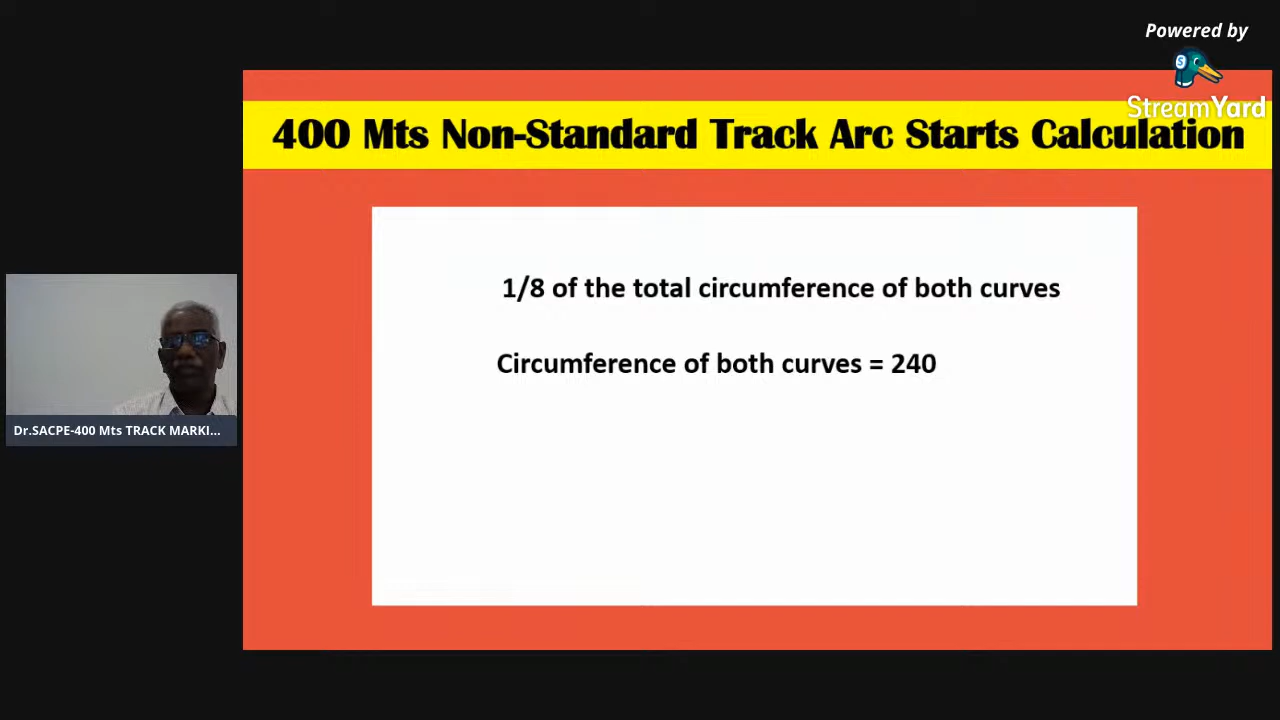 Powered by
StreamYard
400 Mts Non-Standard Track Arc Starts Calculation
1/8 of the total circumference of both curves
Circumference of both curves = 240
Dr.SACPE-400 Mts TRACK MARKI...